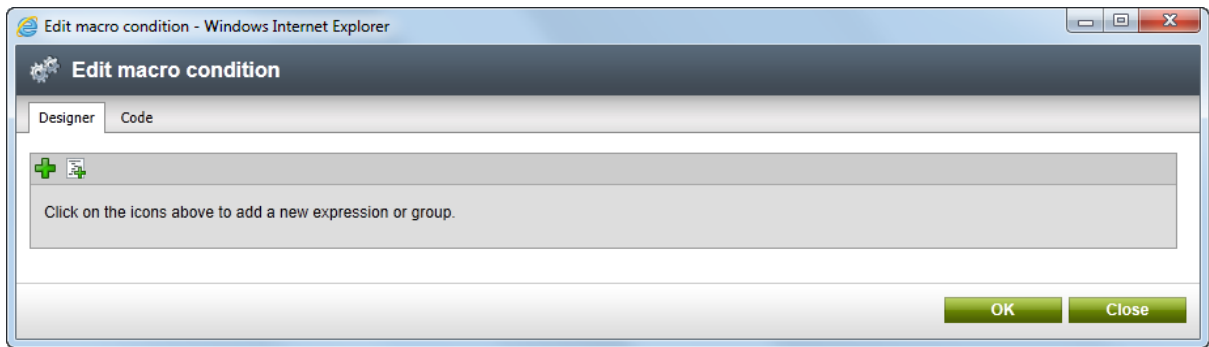 Edit macro condition - Windows Internet Explorer
Edit macro condition
Designer Code
Click on the icons above to add a new expression or group.
OK Close